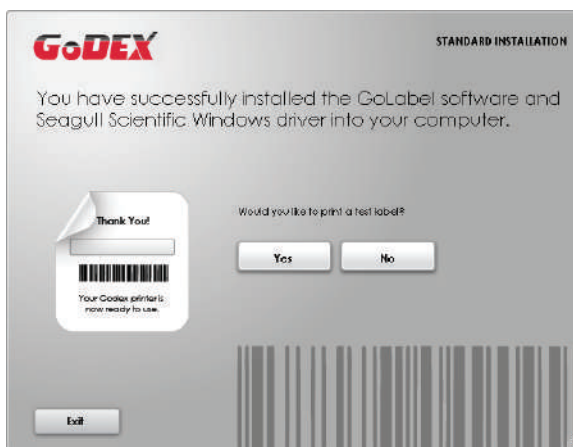 GoDEX
STANDARD INSTALLATION
You have successfully installed the GoLabel software and
Seagull Scientific Windows driver into your computer.
Thank You!
Your Godex printer is
now ready to use.
Would you like to print a test label?
Yes
No
Exit